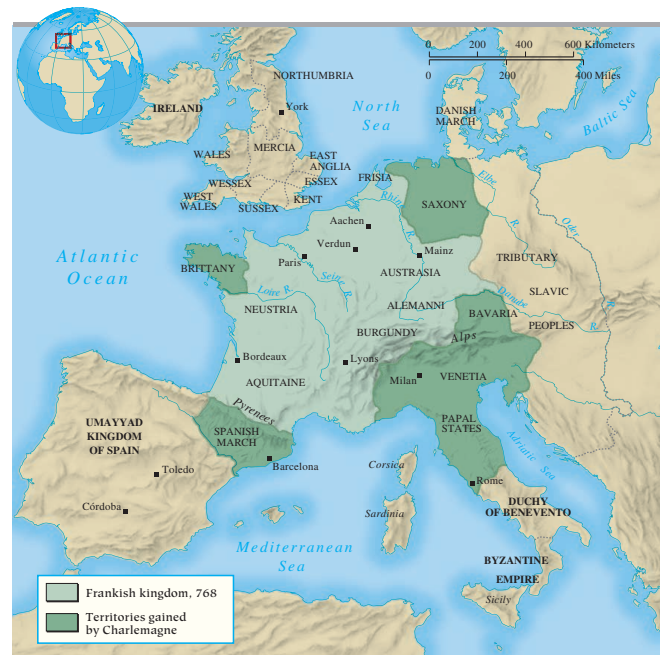 0 200 400 600 Kilometers
0 200 400 Miles
NORTHUMBRIA
IRELAND
York
North
Sea
DANISH
MARCH
Baltic Sea
MERCIA
WALES
EAST
ANGLIA
ESSEX
WESSEX
WEST
WALES
SUSSEX
KENT
FRISIA
Rhine R.
Elbe
R.
Oder
R.
SAXONY
Aachen
Verdun
Paris
Mainz
AUSTRASIA
TRIBUTARY
SLAVIC
PEOPLES
Atlantic
Ocean
BRITTANY
Seine R.
Loire R.
NEUSTRIA
ALEMANNI
Danube
R.
BAVARIA
BURGUNDY
Alps
Bordeaux
Lyons
AQUITAINE
Milan
VENETIA
Pyrenees
UMAYYAD
KINGDOM
OF SPAIN
SPANISH
MARCH
PAPAL
STATES
Adriatic Sea
Toledo
Barcelona
Corsica
Rome
Córdoba
Sardinia
DUCHY
OF BENEVENTO
Mediterranean
Sea
BYZANTINE
EMPIRE
Sicily
Frankish kingdom, 768
Territories gained
by Charlemagne